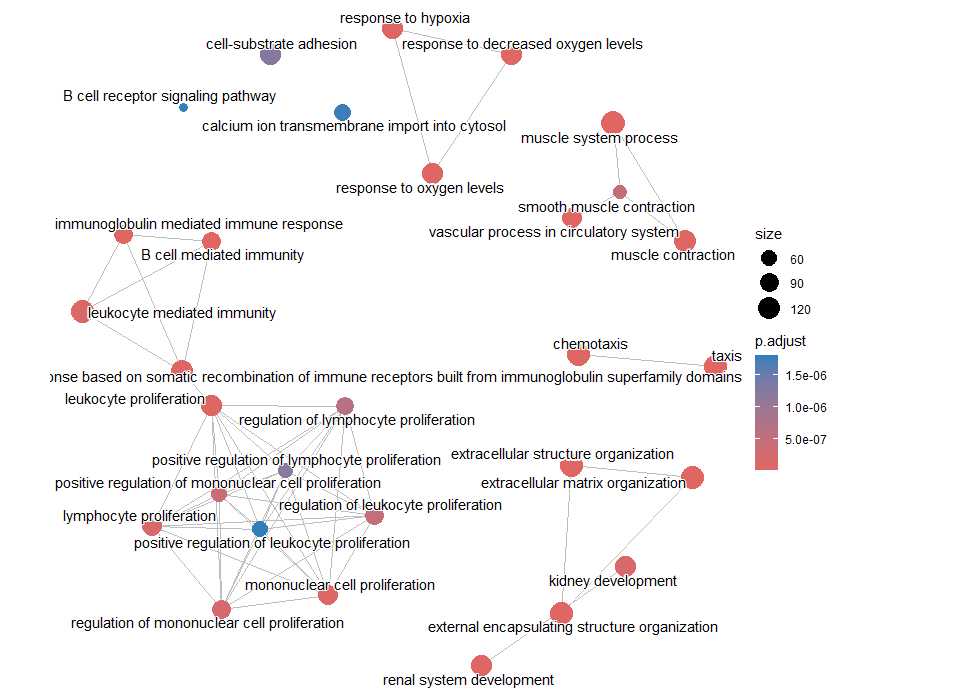 response to hypoxia
cell-substrate adhesion
response to decreased oxygen levels
B cell receptor signaling pathway
calcium ion transmembrane import into cytosol
muscle system process
response to oxygen levels
smooth muscle contraction
immunoglobulin mediated immune response
vascular process in circulatory system
B cell mediated immunity
muscle contraction
leukocyte mediated immunity
chemotaxis
taxis
onse based on somatic recombination of immune receptors built from immunoglobulin superfamily domains
leukocyte proliferation
regulation of lymphocyte proliferation
extracellular structure organization
positive regulation of lymphocyte proliferation
positive regulation of mononuclear cell proliferation
extracellular matrix organization
regulation of leukocyte proliferation
lymphocyte proliferation
positive regulation of leukocyte proliferation
kidney development
mononuclear cell proliferation
regulation of mononuclear cell proliferation
external encapsulating structure organization
renal system development
size
60
90
120
p.adjust
1.5e-06
1.0e-06
5.0e-07